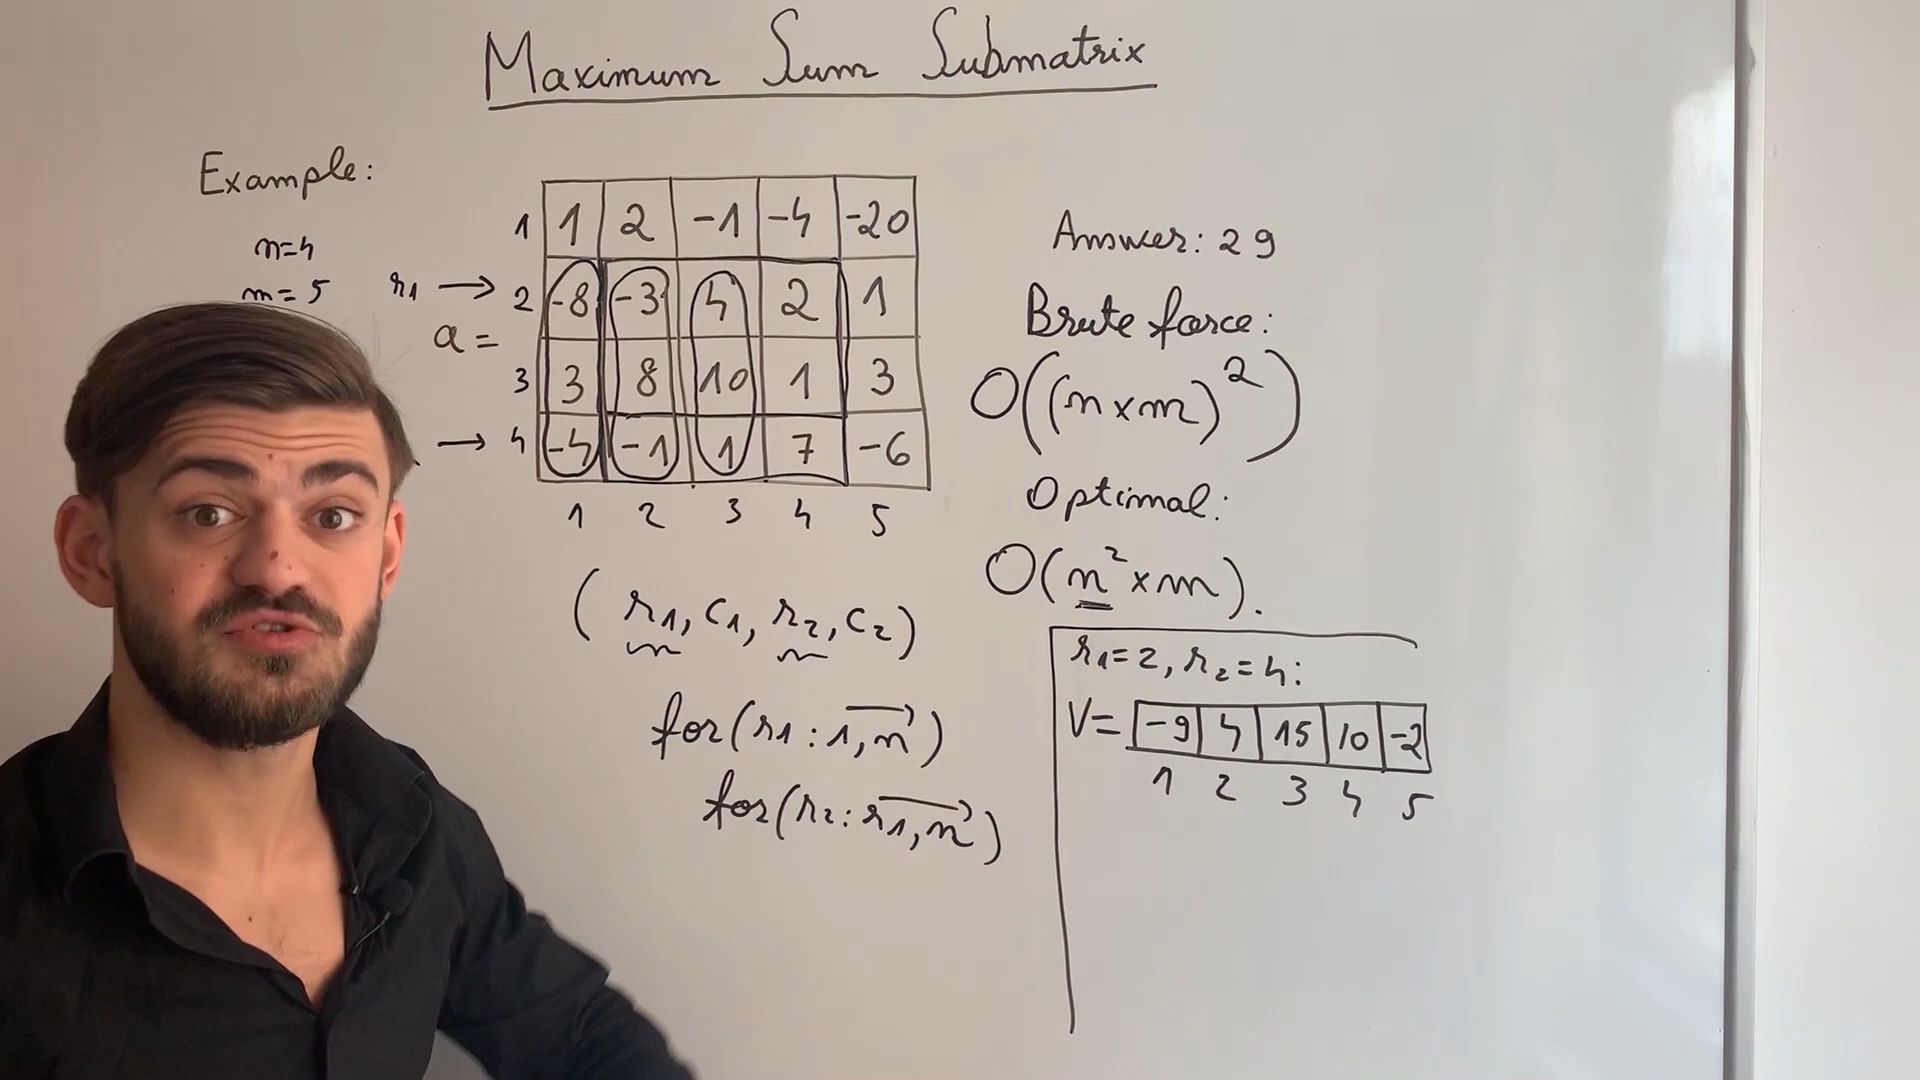 Maximum Sum Submatrix
Example:
n=4
m=5
r1 →
a =
1 1 2 -1 -4 -20
2 -8 -3 4 2 1
3 3 8 10 1 3
→ 4 -4 -1 1 7 -6
1 2 3 4 5
(r1, c1, r2, c2)
for(r1 : 1,n)
for(r2 : r1,n)
Answer: 29
Brute force:
O((n×m)²)
Optimal:
O(n²×m).
r1=2, r2=4:
V= -9 4 15 10 -2
1 2 3 4 5